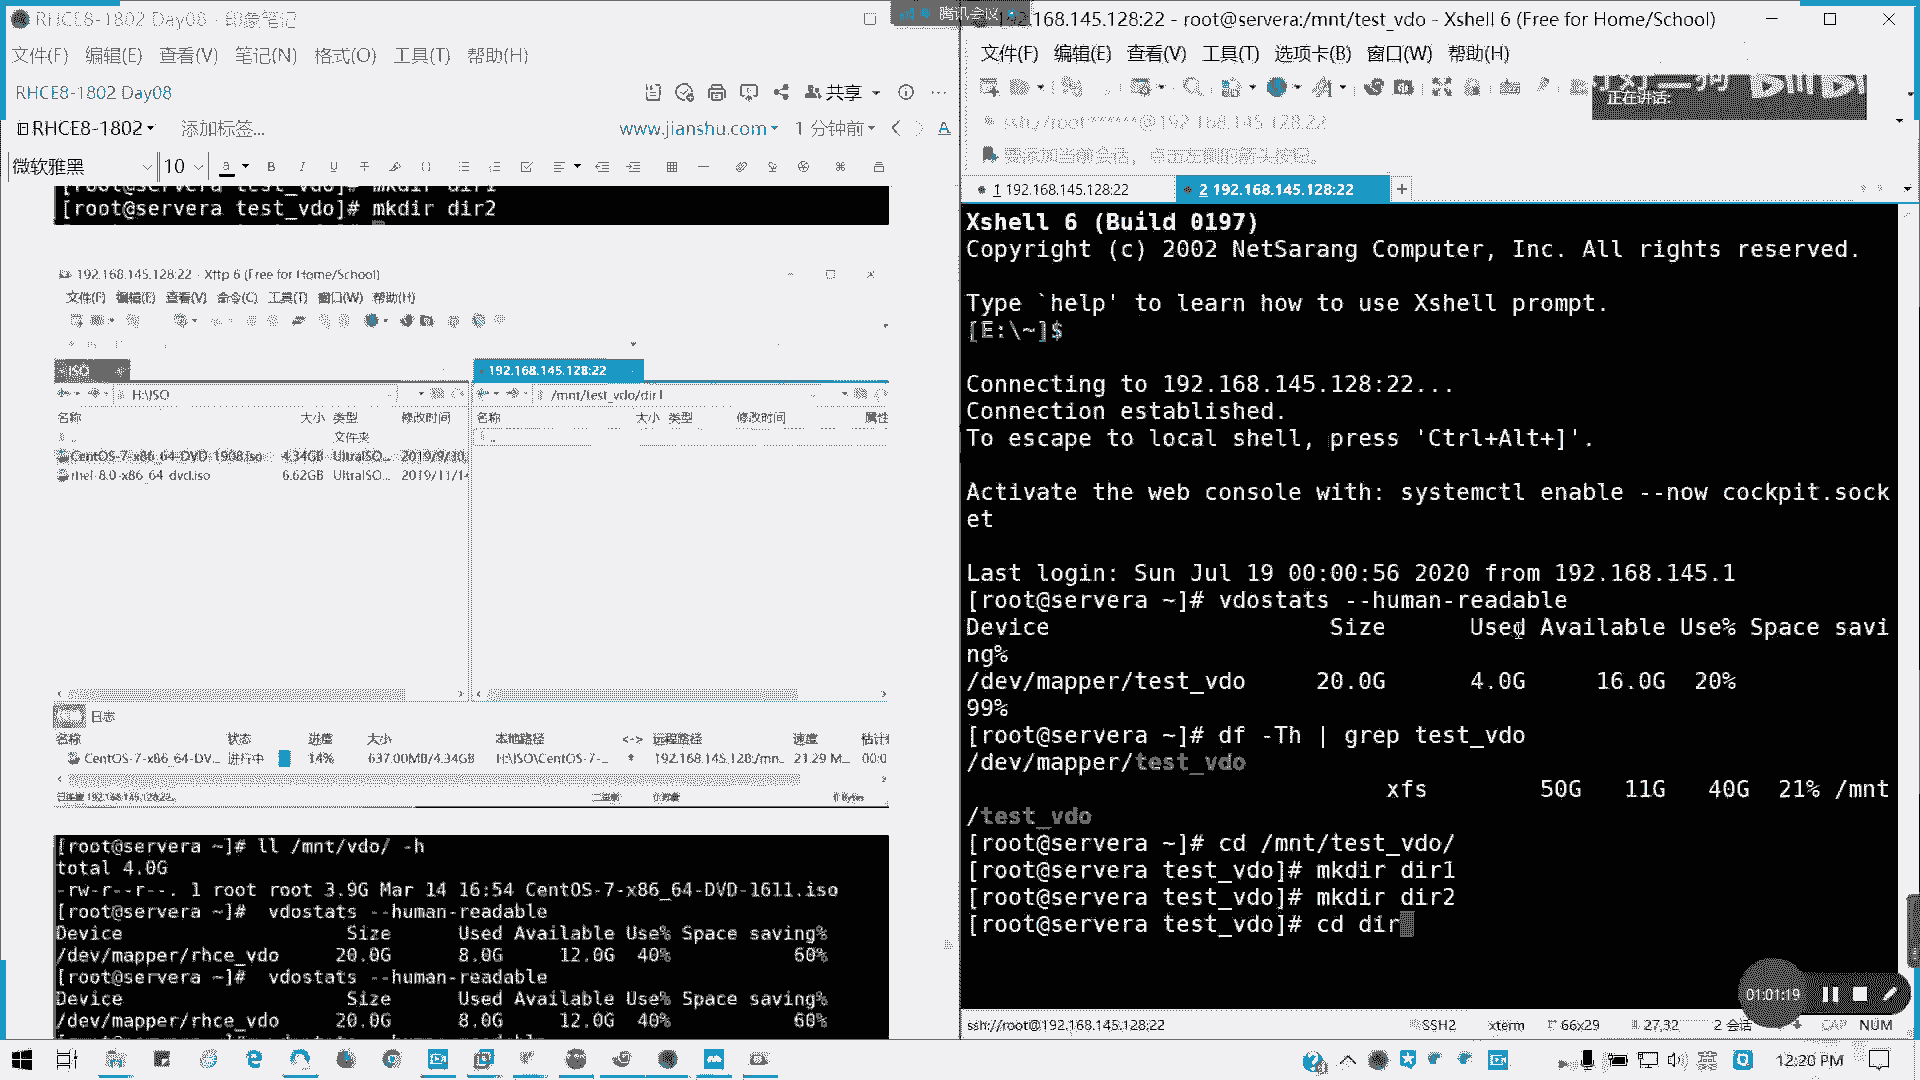 RHCE8-1802 Day08 - 印象笔记
文件(F) 编辑(E) 查看(V) 笔记(N) 格式(O) 工具(T) 帮助(H)
RHCE8-1802 Day08
共享
RHCE8-1802
添加标签...
www.jianshu.com
1 分钟前
微软雅黑
10
[root@servera test_vdo]# mkdir dir1
[root@servera test_vdo]# mkdir dir2
192.168.145.128:22 - Xftp 6 (Free for Home/School)
文件(F) 编辑(E) 查看(V) 命令(C) 工具(T) 窗口(W) 帮助(H)
ISO
192.168.145.128:22
H:\ISO
/mnt/test_vdo/dir1
名称 大小 类型 修改时间
名称 大小 类型 修改时间 属性
..
文件夹
..
CentOS-7-x86_64-DVD-1908.iso 4.34GB UltraISO... 2019/9/30,
rhel-8.0-x86_64-dvd.iso 6.62GB UltraISO... 2019/11/1
日志
名称 状态 进度 大小 本地路径 <-> 远程路径 速度
CentOS-7-x86_64-DV... 进行中 14% 637.00MB/4.34GB H:\ISO\CentOS-7-... 192.168.145.128:/mn... 21.29 M... 00:0
[root@servera ~]# ll /mnt/vdo/ -h
total 4.0G
-rw-r--r--. 1 root root 3.9G Mar 14 16:54 CentOS-7-x86_64-DVD-1611.iso
[root@servera ~]#  vdostats --human-readable
Device Size Used Available Use% Space saving%
/dev/mapper/rhce_vdo 20.0G 8.0G 12.0G 40% 60%
[root@servera ~]#  vdostats --human-readable
Device Size Used Available Use% Space saving%
/dev/mapper/rhce_vdo 20.0G 8.0G 12.0G 40% 60%
腾讯会议
168.145.128:22 - root@servera:/mnt/test_vdo - Xshell 6 (Free for Home/School)
文件(F) 编辑(E) 查看(V) 工具(T) 选项卡(B) 窗口(W) 帮助(H)
正在讲话:
ssh://root@192.168.145.128:22
要添加当前会话，点击左侧的箭头按钮。
1 192.168.145.128:22
2 192.168.145.128:22
+
Xshell 6 (Build 0197)
Copyright (c) 2002 NetSarang Computer, Inc. All rights reserved.
Type `help' to learn how to use Xshell prompt.
[E:\~]$
Connecting to 192.168.145.128:22...
Connection established.
To escape to local shell, press 'Ctrl+Alt+]'.
Activate the web console with: systemctl enable --now cockpit.sock
et
Last login: Sun Jul 19 00:00:56 2020 from 192.168.145.1
[root@servera ~]# vdostats --human-readable
Device Size Used Available Use% Space savi
ng%
/dev/mapper/test_vdo 20.0G 4.0G 16.0G 20%
99%
[root@servera ~]# df -Th | grep test_vdo
/dev/mapper/test_vdo
xfs 50G 11G 40G 21% /mnt
/test_vdo
[root@servera ~]# cd /mnt/test_vdo/
[root@servera test_vdo]# mkdir dir1
[root@servera test_vdo]# mkdir dir2
[root@servera test_vdo]# cd dir
01:01:19
ssh://root@192.168.145.128:22
SSH2 xterm 66x29 27,32 2 会话 CAP NUM
英
12:20 PM